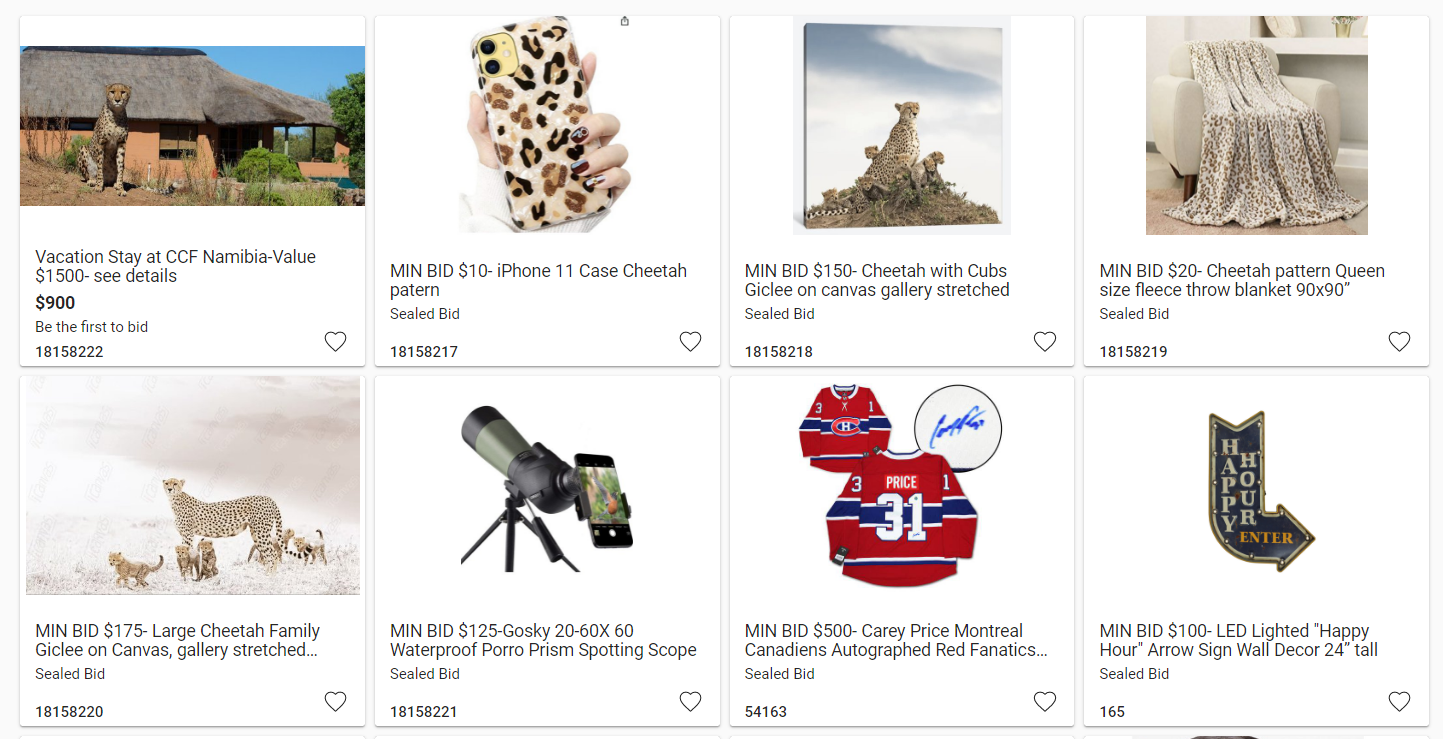 Vacation Stay at CCF Namibia-Value
$1500- see details
$900
Be the first to bid
18158222
MIN BID $10- iPhone 11 Case Cheetah
patern
Sealed Bid
18158217
MIN BID $150- Cheetah with Cubs
Giclee on canvas gallery stretched
Sealed Bid
18158218
MIN BID $20- Cheetah pattern Queen
size fleece throw blanket 90x90”
Sealed Bid
18158219
MIN BID $175- Large Cheetah Family
Giclee on Canvas, gallery stretched...
Sealed Bid
18158220
MIN BID $125-Gosky 20-60X 60
Waterproof Porro Prism Spotting Scope
Sealed Bid
18158221
3 1
PRICE
3 1
31
MIN BID $500- Carey Price Montreal
Canadiens Autographed Red Fanatics...
Sealed Bid
54163
HAPPY
HOUR
ENTER
MIN BID $100- LED Lighted "Happy
Hour" Arrow Sign Wall Decor 24” tall
Sealed Bid
165